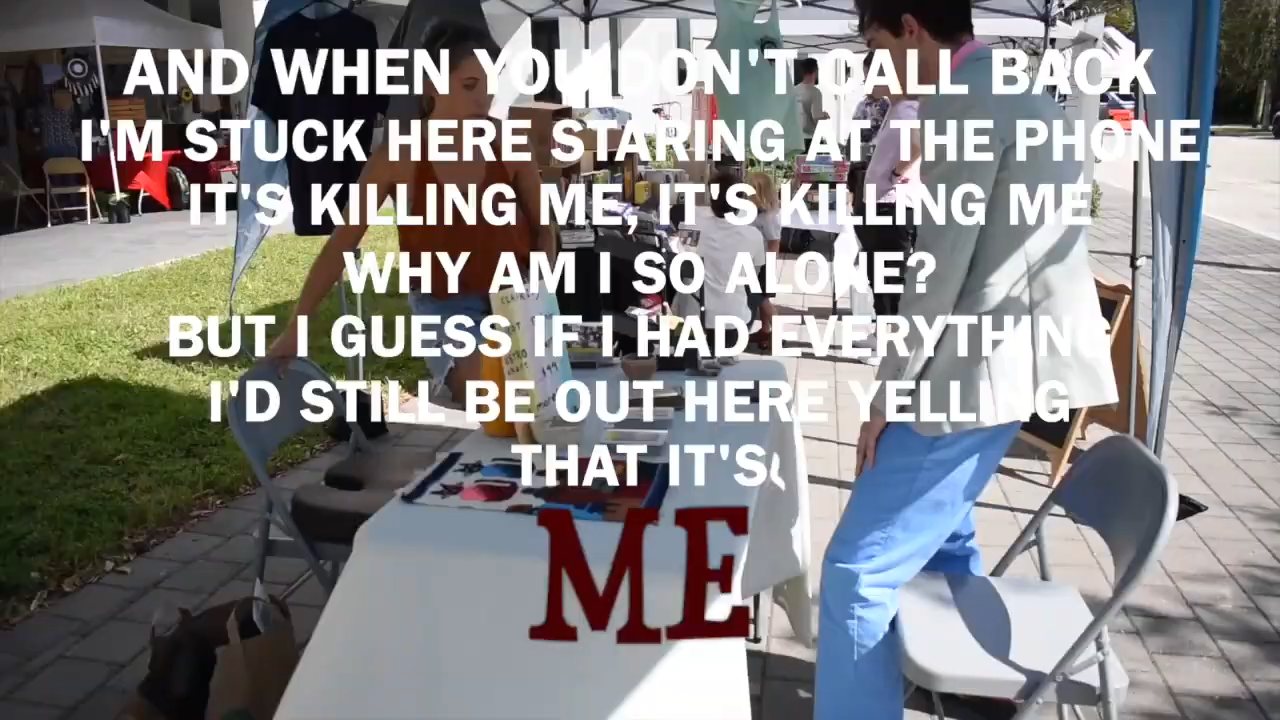 AND WHEN YOU DON'T CALL BACK
I'M STUCK HERE STARING AT THE PHONE
IT'S KILLING ME, IT'S KILLING ME
WHY AM I SO ALONE?
BUT I GUESS IF I HAD EVERYTHING
I'D STILL BE OUT HERE YELLING
THAT IT'S
ME